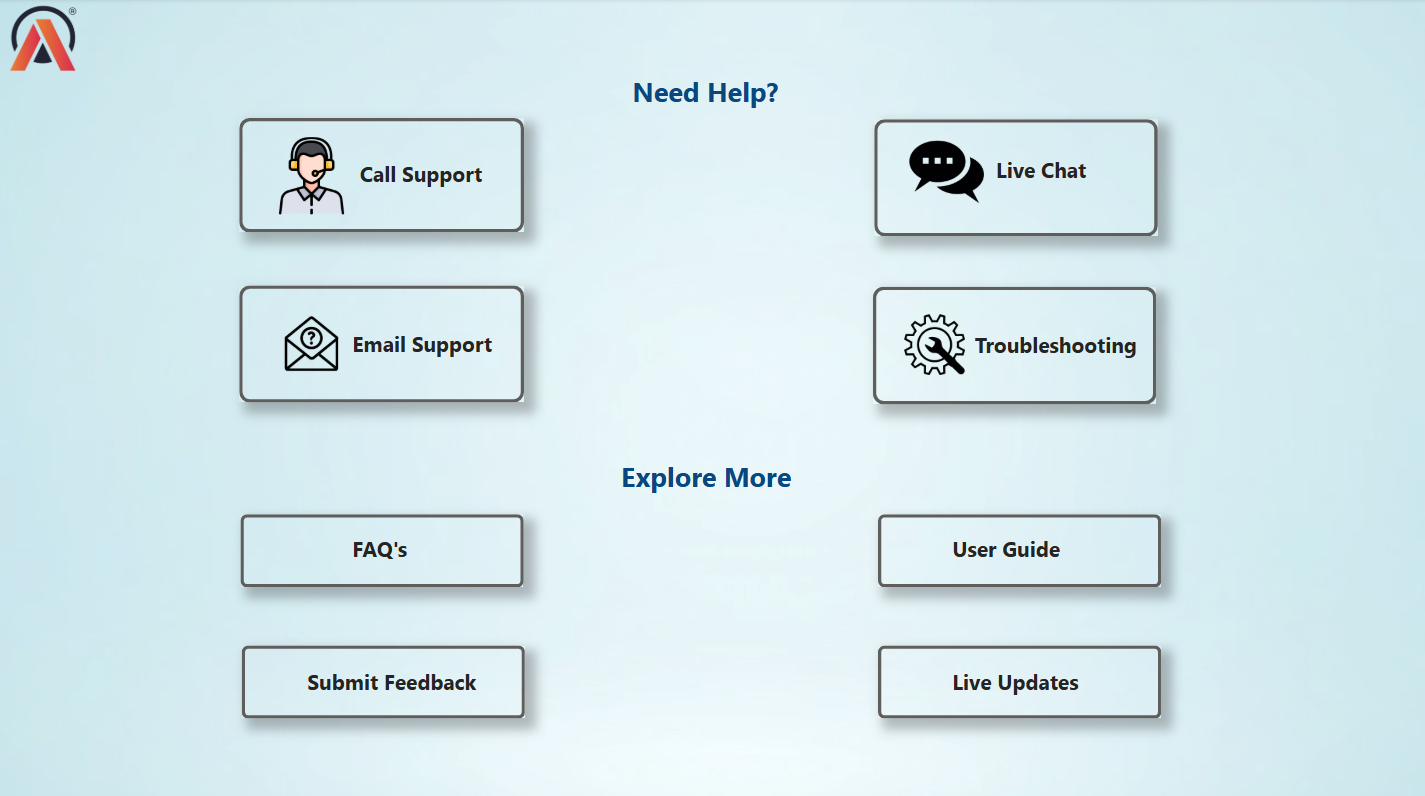 ®
Need Help?
Call Support
Live Chat
?
Email Support
Troubleshooting
Explore More
FAQ's
User Guide
Submit Feedback
Live Updates